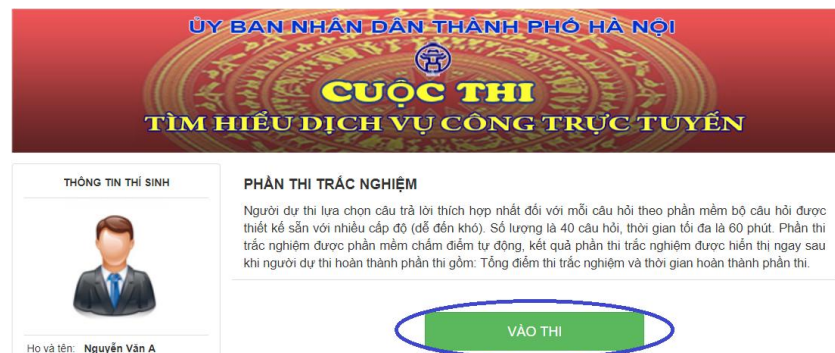 ỦY BAN NHÂN DÂN THÀNH PHỐ HÀ NỘI
CUỘC THI
TÌM HIỂU DỊCH VỤ CÔNG TRỰC TUYẾN
THÔNG TIN THÍ SINH
PHẦN THI TRẮC NGHIỆM
Người dự thi lựa chọn câu trả lời thích hợp nhất đối với mỗi câu hỏi theo phần mềm bộ câu hỏi được
thiết kế sẵn với nhiều cấp độ (dễ đến khó). Số lượng là 40 câu hỏi, thời gian tối đa là 60 phút. Phần thi
trắc nghiệm được phần mềm chấm điểm tự động, kết quả phần thi trắc nghiệm được hiển thị ngay sau
khi người dự thi hoàn thành phần thi gồm: Tổng điểm thi trắc nghiệm và thời gian hoàn thành phần thi.
VÀO THI
Họ và tên: Nguyễn Văn A